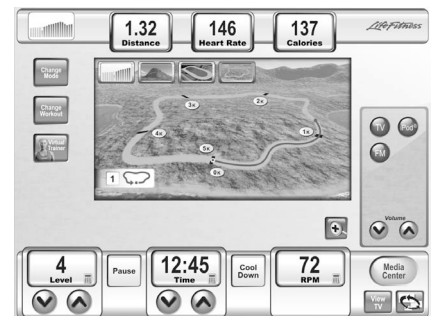 1.32
Distance
146
Heart Rate
137
Calories
LifeFitness
Change
Mode
Change
Workout
Virtual
Trainer
3x
2x
1x
4x
5x
6x
1
TV
iPod
FM
Volume
4
Level
Pause
12:45
Time
Cool
Down
72
RPM
Media
Center
View
TV